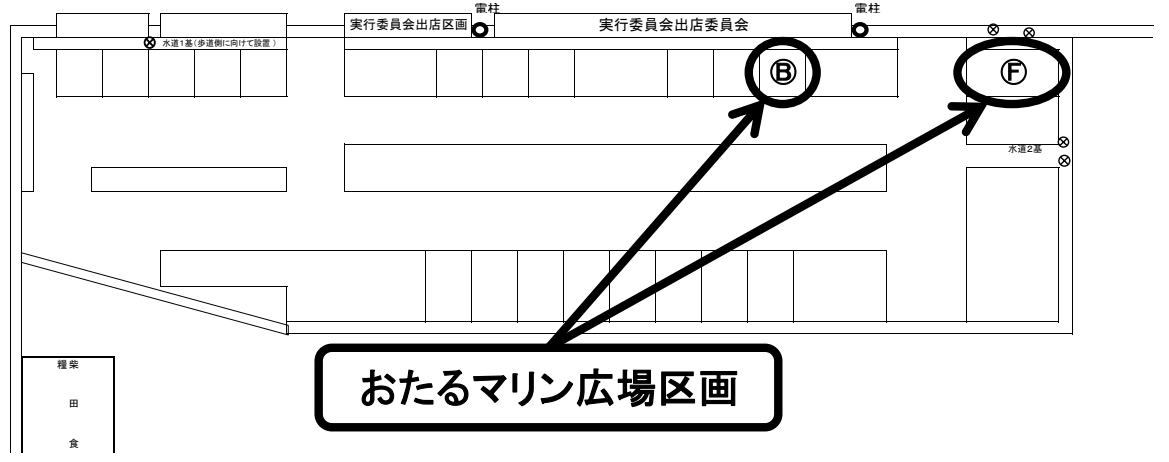 電柱
電柱
実行委員会出店区画
実行委員会出店委員会
水道1基(歩道側に向けて設置)
Ⓑ
Ⓕ
水道2基
おたるマリン広場区画
柴田食
糧